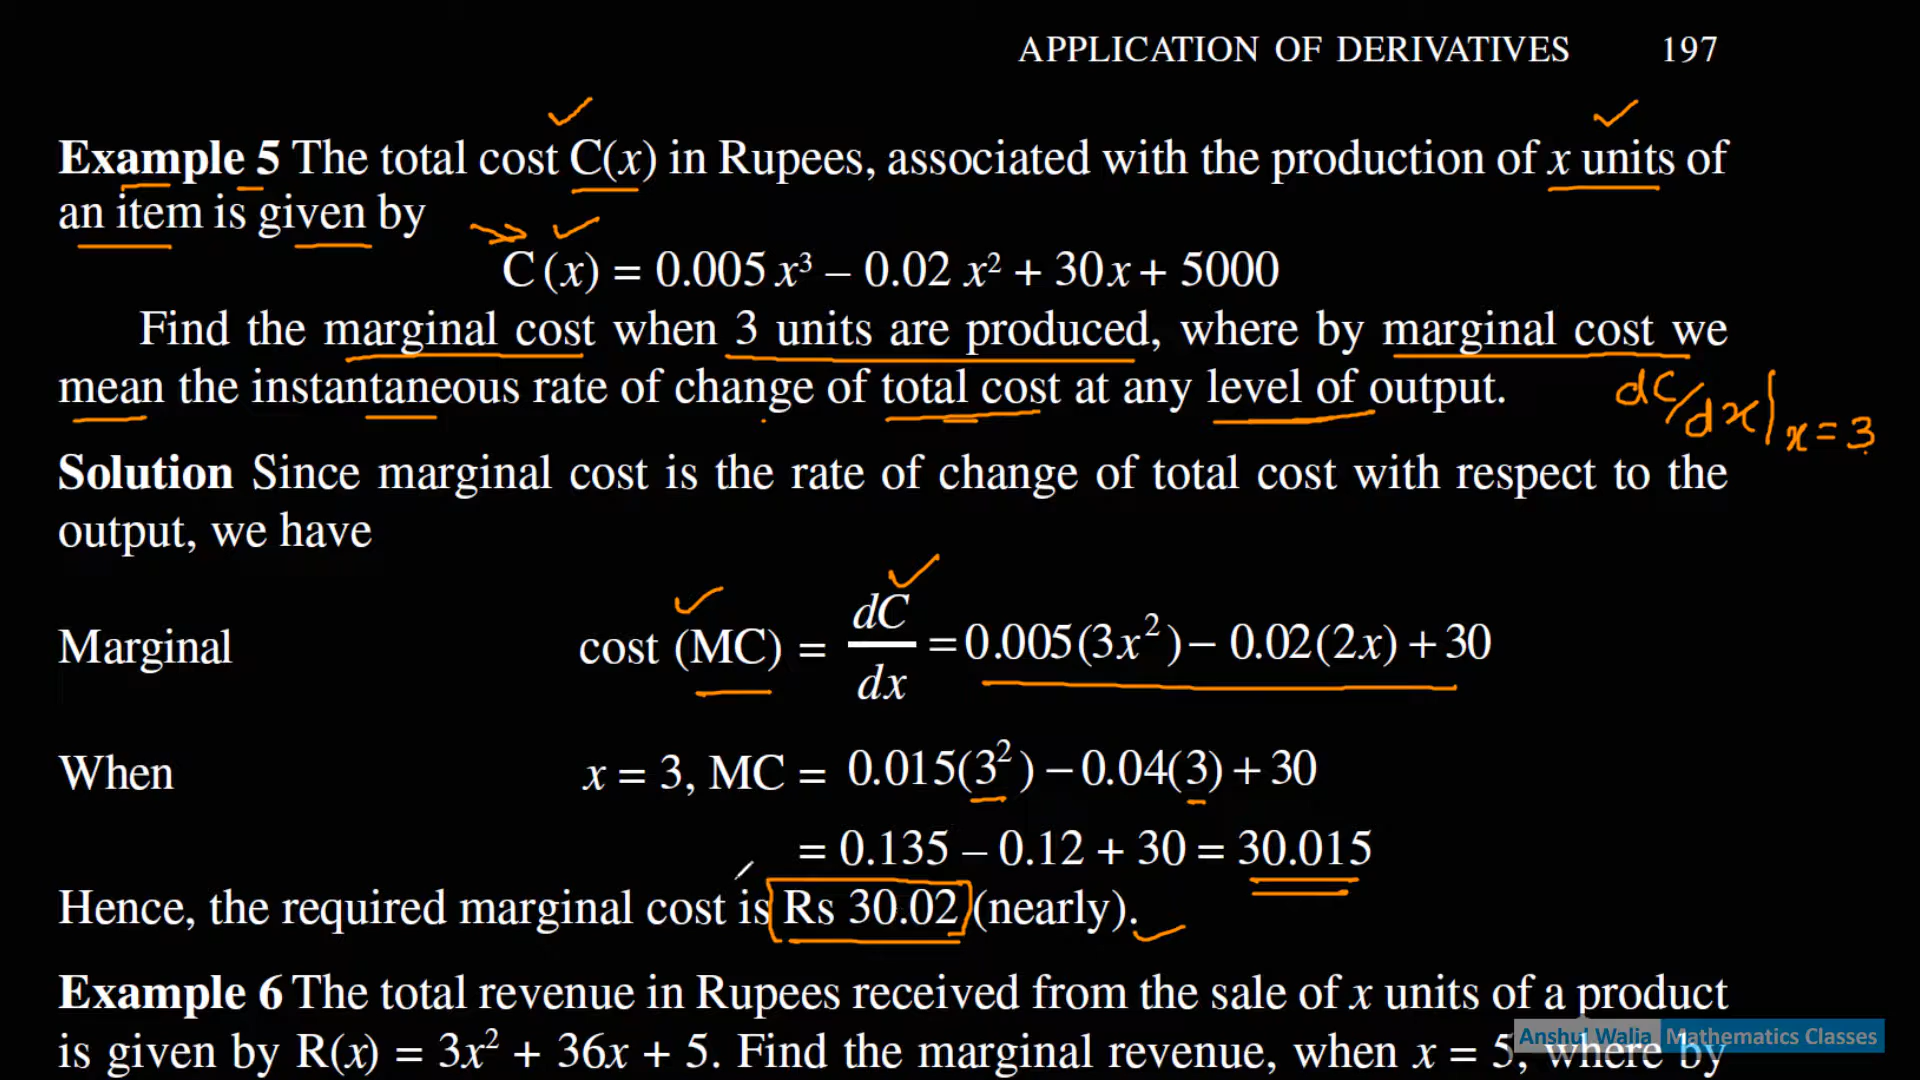 APPLICATION OF DERIVATIVES 197
Example 5 The total cost C(x) in Rupees, associated with the production of x units of
an item is given by
C (x) = 0.005 x³ – 0.02 x² + 30x + 5000
Find the marginal cost when 3 units are produced, where by marginal cost we
mean the instantaneous rate of change of total cost at any level of output.
dC/dx|x=3
Solution Since marginal cost is the rate of change of total cost with respect to the
output, we have
Marginal cost (MC) = dC/dx = 0.005(3x²) – 0.02(2x) + 30
When x = 3, MC = 0.015(3²) – 0.04(3) + 30
= 0.135 – 0.12 + 30 = 30.015
Hence, the required marginal cost is Rs 30.02 (nearly).
Example 6 The total revenue in Rupees received from the sale of x units of a product
is given by R(x) = 3x² + 36x + 5. Find the marginal revenue, when x = 5, where by
Anshul Walia Mathematics Classes